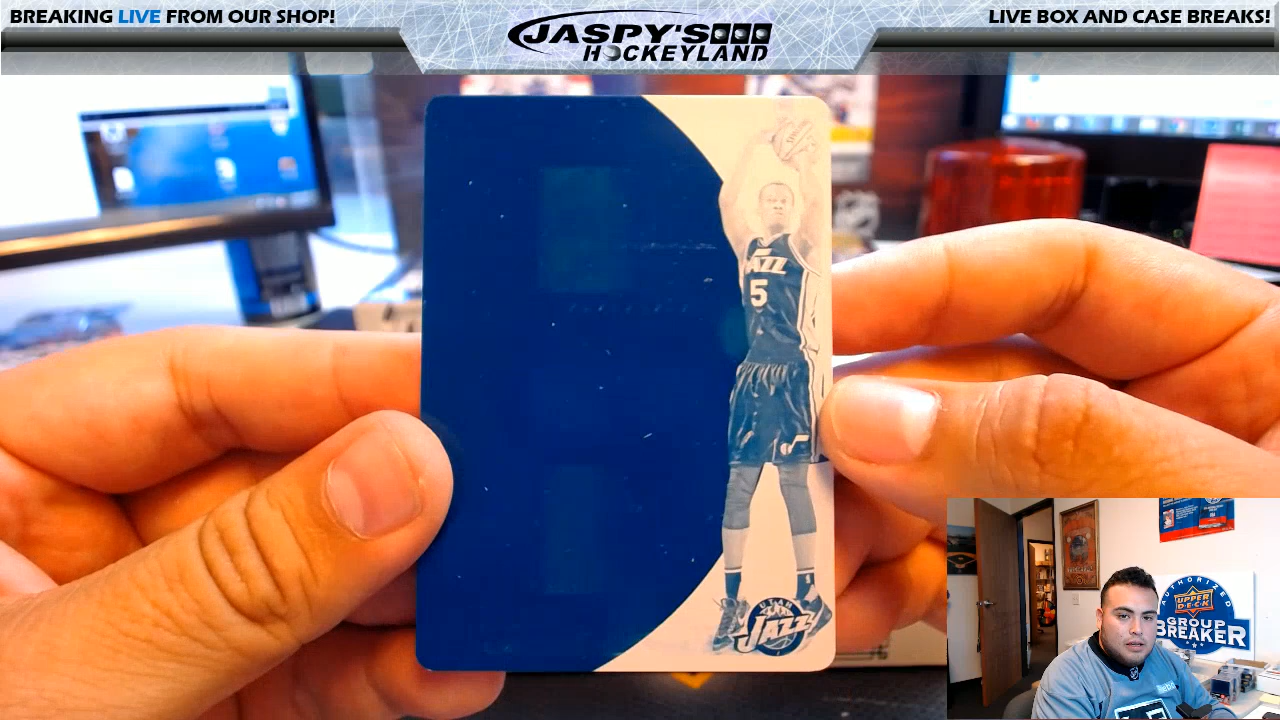 BREAKING LIVE FROM OUR SHOP!
JASPY'S
HOCKEYLAND
LIVE BOX AND CASE BREAKS!
JAZZ
5
UTAH
JAZZ
AUTHORIZED
UPPER DECK
GROUP
BREAKER